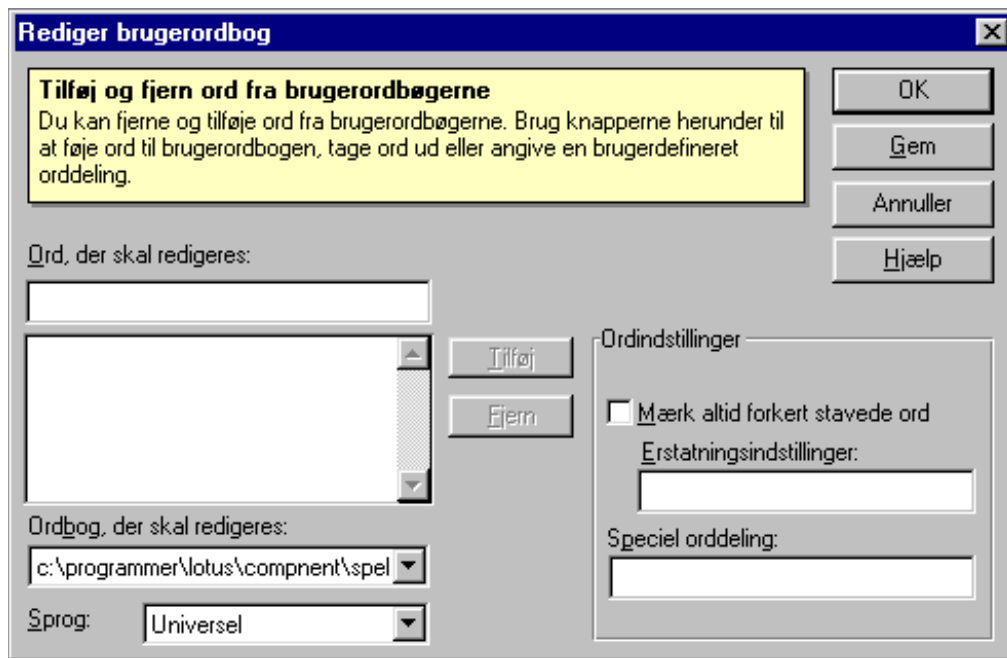 Rediger brugerordbog
Tilføj og fjern ord fra brugerordbøgerne
Du kan fjerne og tilføje ord fra brugerordbøgerne. Brug knapperne herunder til
at føje ord til brugerordbogen, tage ord ud eller angive en brugerdefineret
orddeling.
OK
Gem
Annuller
Hjælp
Ord, der skal redigeres:
Tilføj
Fjern
Ordbog, der skal redigeres:
c:\programmer\lotus\compnent\spel
Sprog:
Universel
Ordindstillinger
Mærk altid forkert stavede ord
Erstatningsindstillinger:
Speciel orddeling: